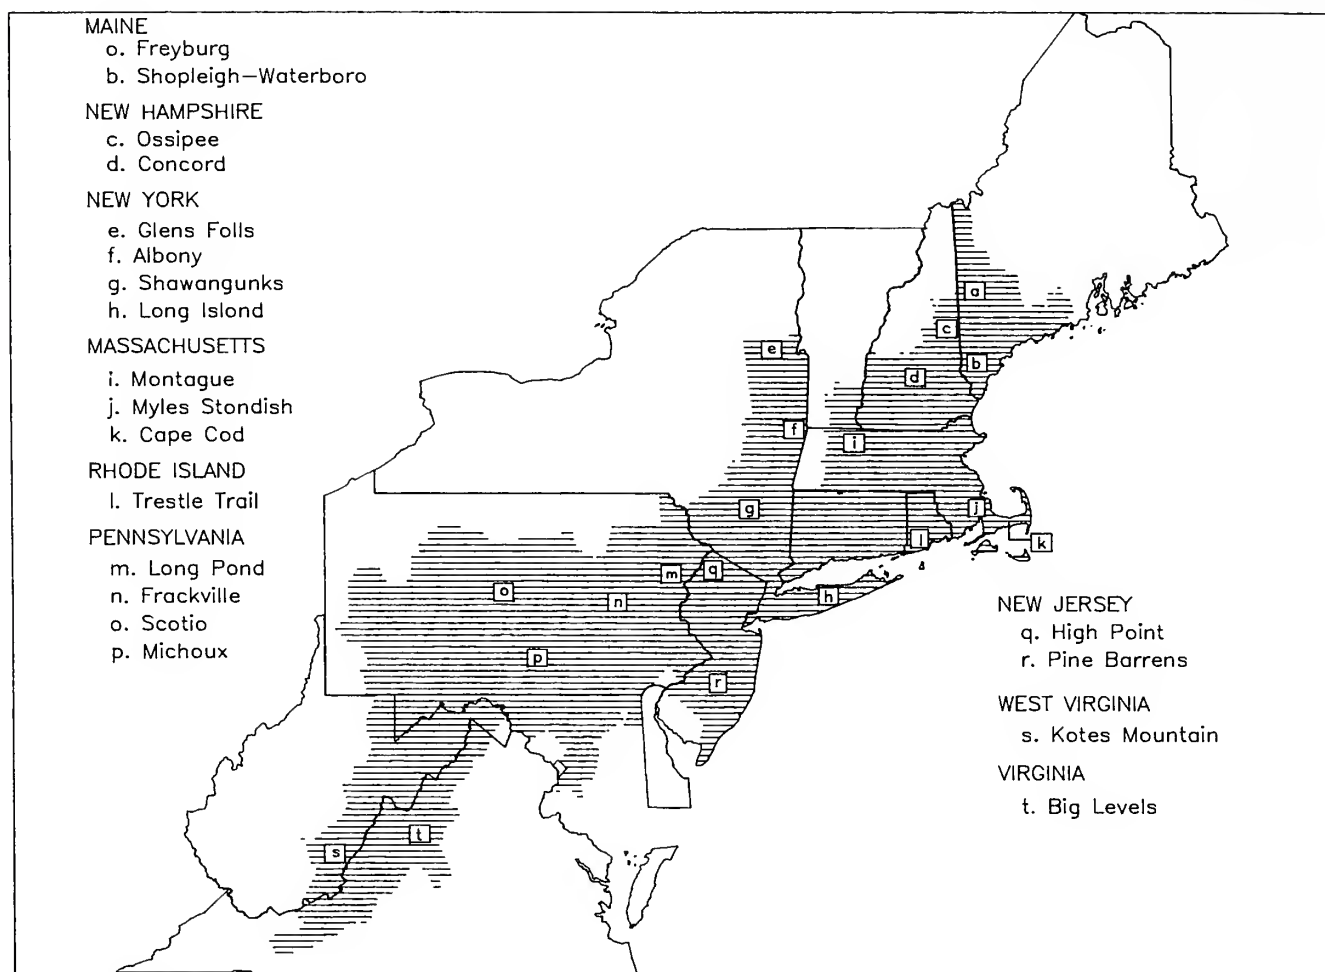 MAINE
o. Freyburg
b. Shopleigh–Waterboro
NEW HAMPSHIRE
c. Ossipee
d. Concord
NEW YORK
e. Glens Folls
f. Albony
g. Shawangunks
h. Long Islond
MASSACHUSETTS
i. Montague
j. Myles Stondish
k. Cape Cod
RHODE ISLAND
l. Trestle Trail
PENNSYLVANIA
m. Long Pond
n. Frackville
o. Scotio
p. Michoux
NEW JERSEY
q. High Point
r. Pine Barrens
WEST VIRGINIA
s. Kotes Mountain
VIRGINIA
t. Big Levels
a
c
e
b
d
f
i
g
j
l
k
m
q
o
n
h
p
r
t
s